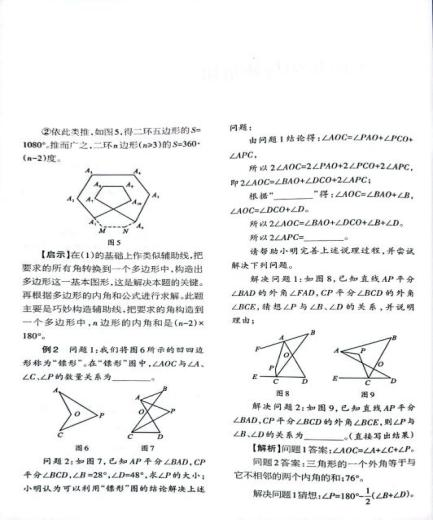 ②依此类推,如图5,得二环五边形的S=
1080°.推而广之,二环n边形(n≥3)的S=360·
(n-2)度。
A₁
M N
图5
【启示】在(1)的基础上作类似辅助线,把
要求的所有角转换到一个多边形中,构造出
多边形这一基本图形,这是解决本题的关键。
再根据多边形的内角和公式进行求解。此题
主要是巧妙构造辅助线,把要求的角构造到
一个多边形中,n边形的内角和是(n-2)×
180°。
例2 问题1:我们将图6所示的凹四边
形称为“镖形”。在“镖形”图中,∠AOC与∠A、
∠C、∠P的数量关系为______。
A O P C
图6
A B O P C D
图7
问题2:如图7,已知AP平分∠BAD,CP
平分∠BCD,∠B=28°,∠D=48°,求∠P的大小;
小明认为可以利用“镖形”图的结论解决上述
问题:
由问题1结论得:∠AOC=∠PAO+∠PCO+
∠APC,
所以2∠AOC=2∠PAO+2∠PCO+2∠APC,
即2∠AOC=∠BAO+∠DCO+2∠APC;
根据“______”得:∠AOC=∠BAO+∠B,
∠AOC=∠DCO+∠D。
所以2∠AOC=∠BAO+∠DCO+∠B+∠D。
所以2∠APC=______。
请帮助小明完善上述说理过程,并尝试
解决下列问题。
解决问题1:如图8,已知直线AP平分
∠BAD的外角∠FAD,CP平分∠BCD的外角
∠BCE,猜想∠P与∠B、∠D的关系,并说明
理由;
F A B P O E C D
图8
A B P O E C D
图9
解决问题2:如图9,已知直线AP平分
∠BAD,CP平分∠BCD的外角∠BCE,则∠P与
∠B、∠D的关系为______。(直接写出结果)
【解析】问题1答案:∠AOC=∠A+∠C+∠P。
问题2答案:三角形的一个外角等于与
它不相邻的两个内角的和;76°。
解决问题1猜想:∠P=180°-1/2(∠B+∠D)。